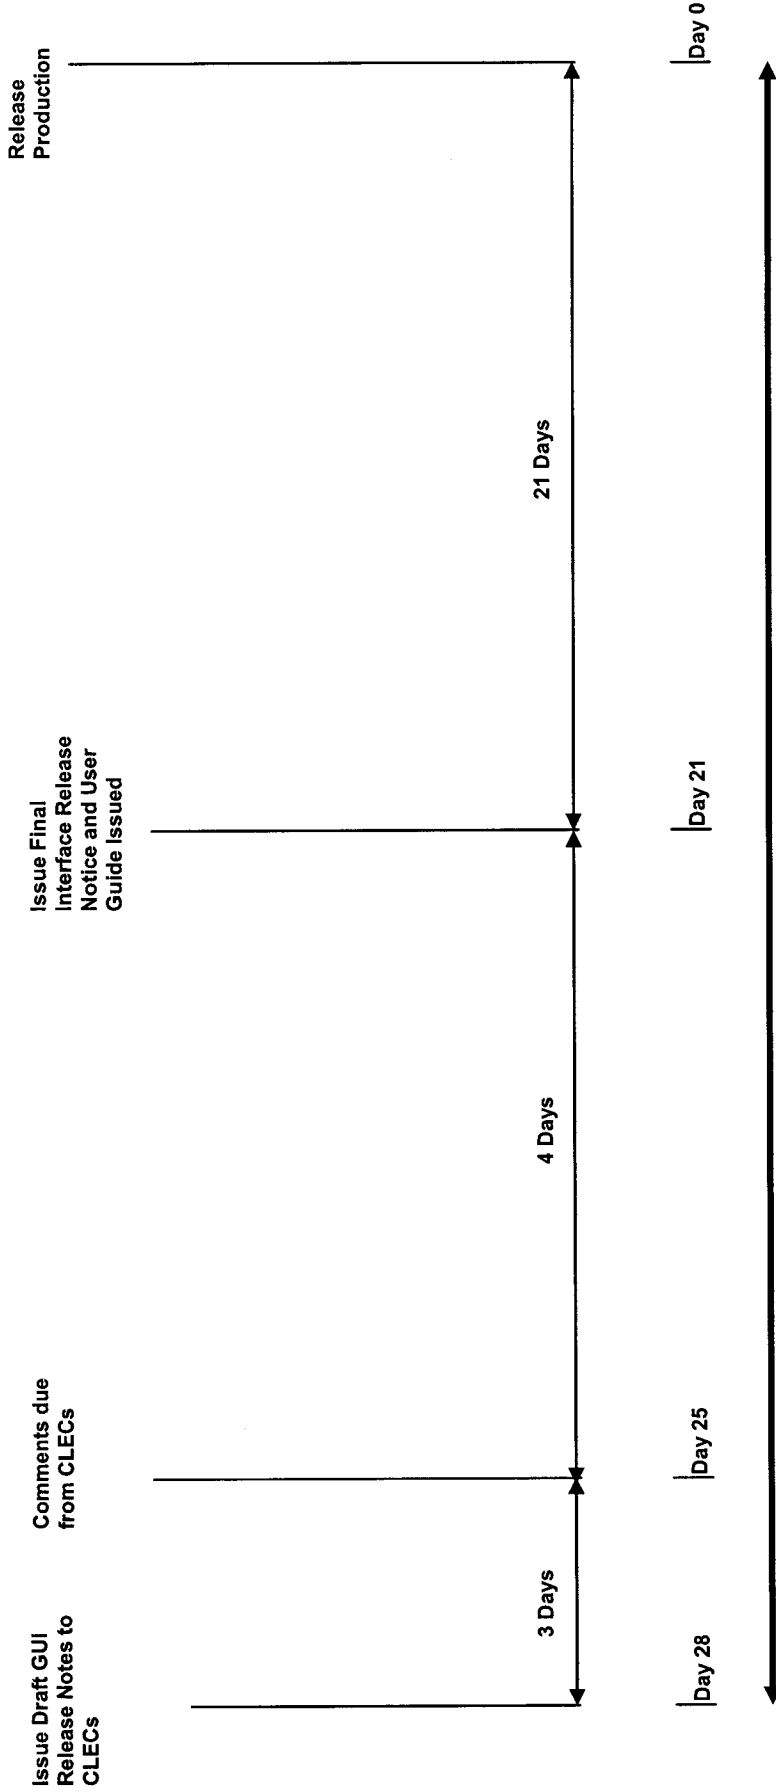 Issue Draft GUI
Release Notes to
CLECs
Comments due
from CLECs
Issue Final
Interface Release
Notice and User
Guide Issued
Release
Production
3 Days
4 Days
21 Days
Day 28
Day 25
Day 21
Day 0